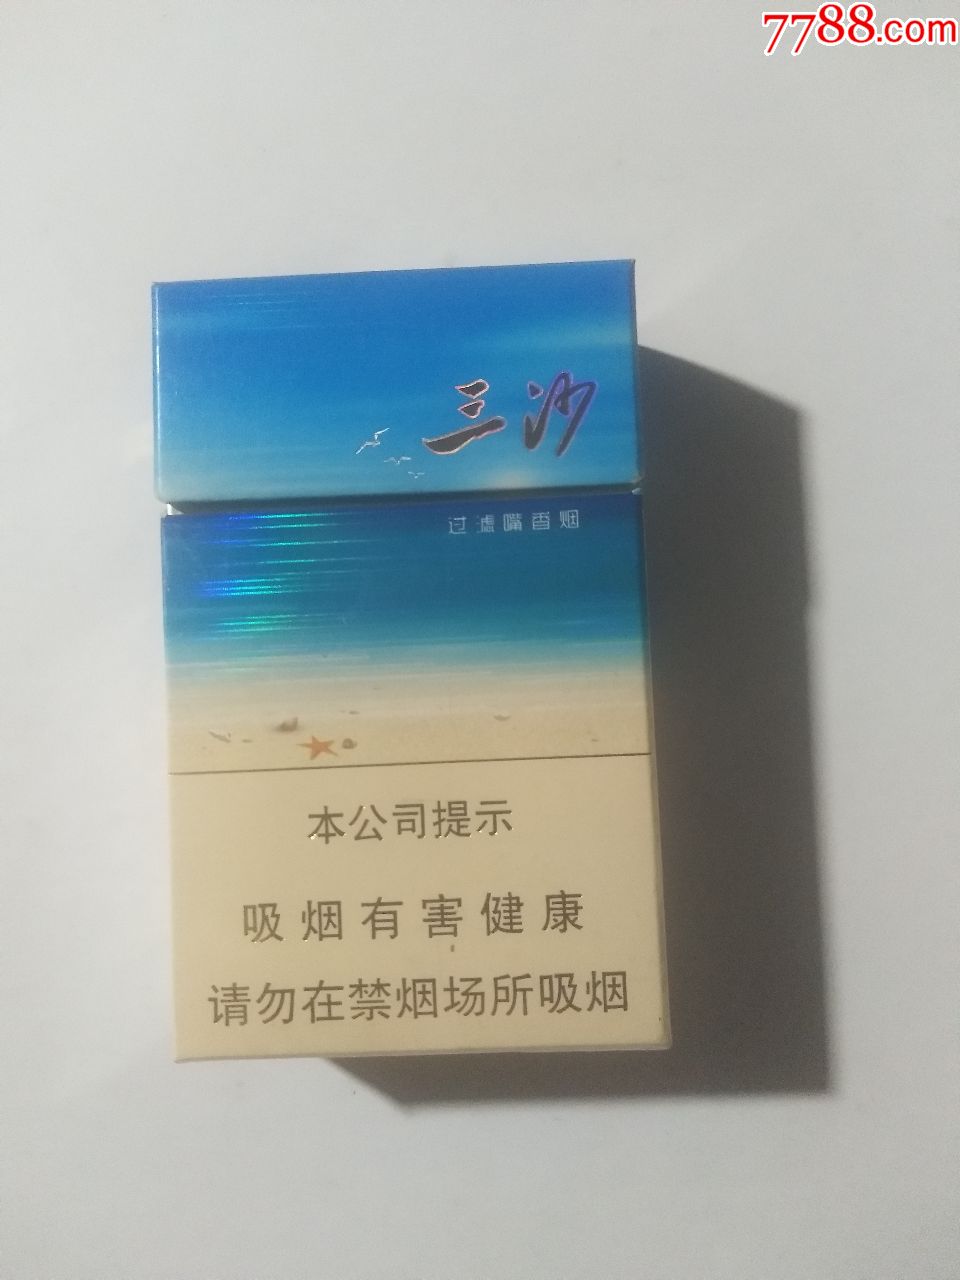 7788.com
三沙
过滤嘴香烟
本公司提示
吸烟有害健康
请勿在禁烟场所吸烟